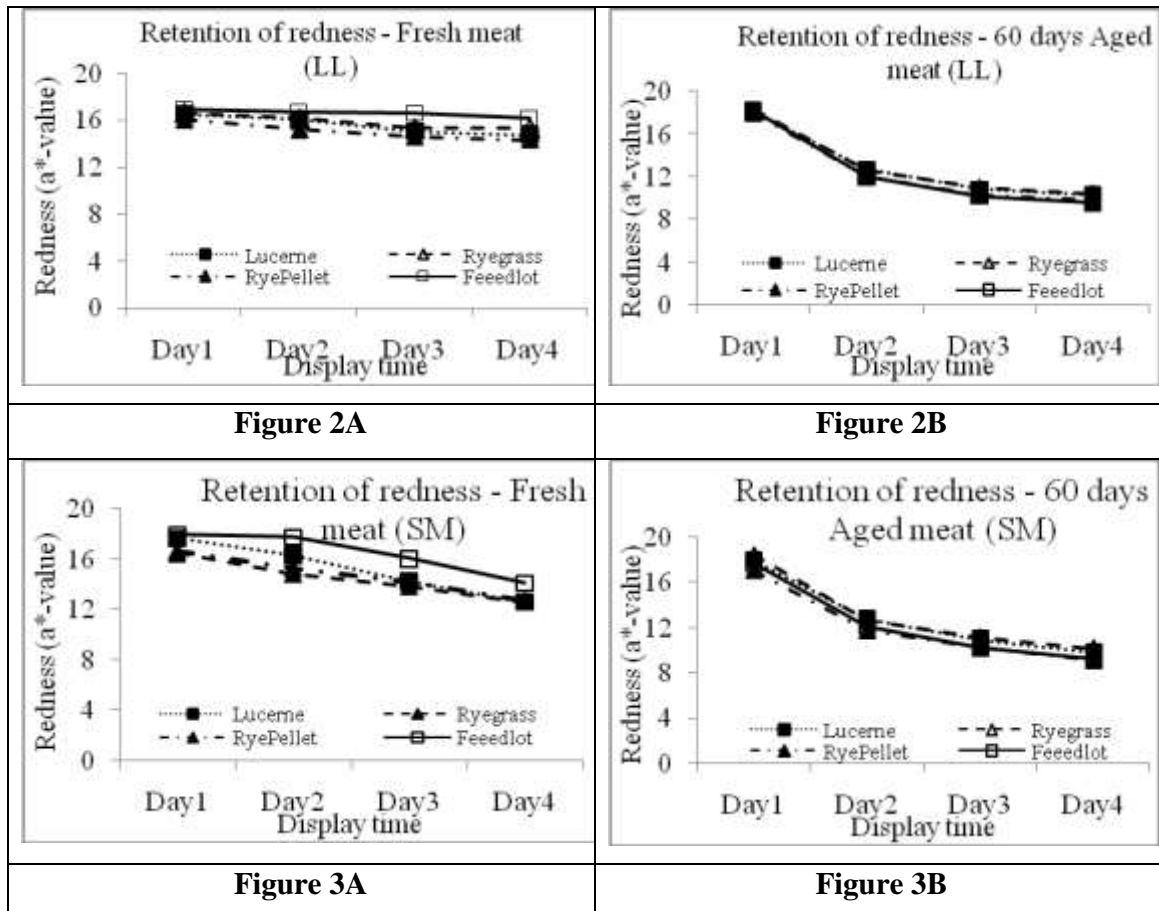 Retention of redness - Fresh meat
(LL)
Redness (a*-value)
20
16
12
8
4
0
Lucerne
Ryegrass
RyePellet
Feeedlot
Day1 Day2 Day3 Day4
Display time
Figure 2A
Retention of redness - 60 days Aged
meat (LL)
Redness (a*-value)
20
16
12
8
4
0
Lucerne
Ryegrass
RyePellet
Feeedlot
Day1 Day2 Day3 Day4
Display time
Figure 2B
Retention of redness - Fresh
meat (SM)
Redness (a*-value)
20
16
12
8
4
0
Lucerne
Ryegrass
RyePellet
Feeedlot
Day1 Day2 Day3 Day4
Display time
Figure 3A
Retention of redness - 60 days
Aged meat (SM)
Redness (a*-value)
20
16
12
8
4
0
Lucerne
Ryegrass
RyePellet
Feeedlot
Day1 Day2 Day3 Day4
Display time
Figure 3B